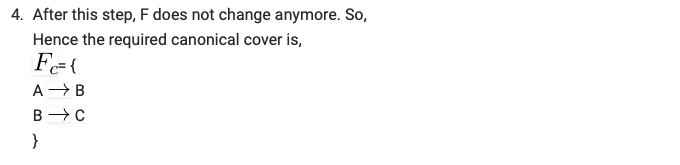 4. After this step, F does not change anymore. So,
Hence the required canonical cover is,
Fc= {
A → B
B → C
}